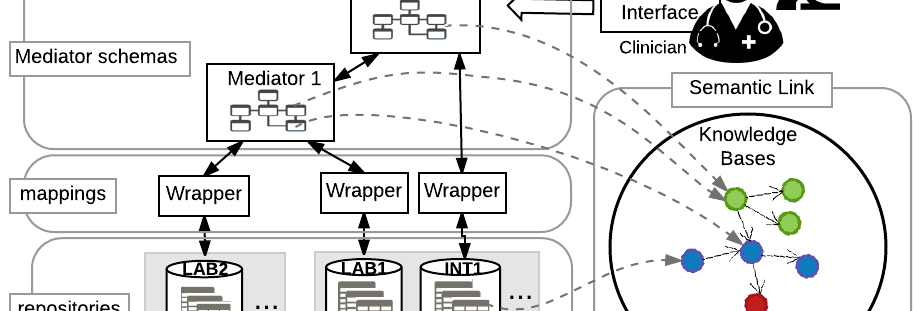 Interface
Clinician
Mediator schemas
Mediator 1
Semantic Link
Knowledge
Bases
mappings
Wrapper
Wrapper
Wrapper
LAB2
LAB1
INT1
...
...
repositories